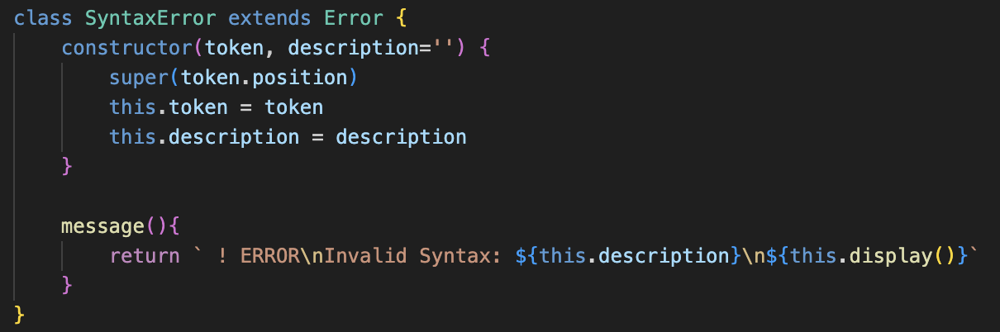 class SyntaxError extends Error {
    constructor(token, description='') {
        super(token.position)
        this.token = token
        this.description = description
    }

    message(){
        return ` ! ERROR\nInvalid Syntax: ${this.description}\n${this.display()}`
    }
}